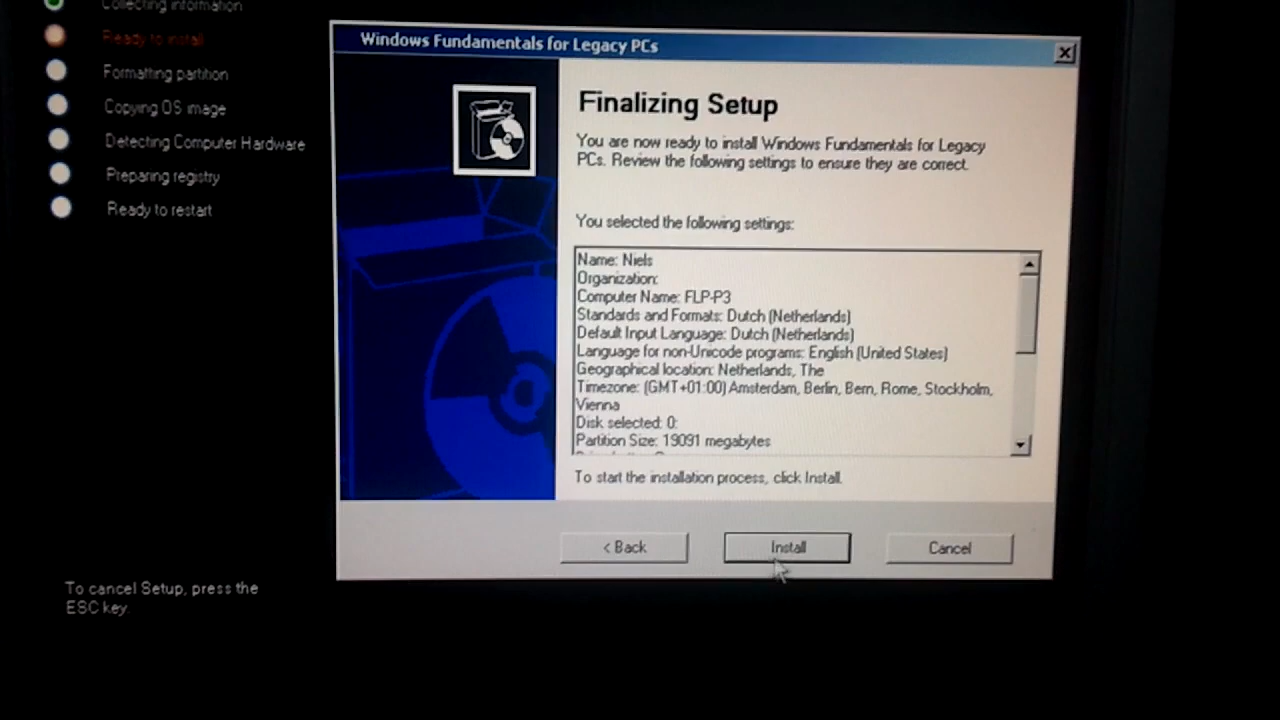 Collecting information
Ready to install
Formatting partition
Copying OS image
Detecting Computer Hardware
Preparing registry
Ready to restart
To cancel Setup, press the
ESC key.
Windows Fundamentals for Legacy PCs
Finalizing Setup
You are now ready to install Windows Fundamentals for Legacy
PCs. Review the following settings to ensure they are correct.
You selected the following settings:
Name: Niels
Organization:
Computer Name: FLP-P3
Standards and Formats: Dutch (Netherlands)
Default Input Language: Dutch (Netherlands)
Language for non-Unicode programs: English (United States)
Geographical location: Netherlands, The
Timezone: (GMT+01:00) Amsterdam, Berlin, Bern, Rome, Stockholm,
Vienna
Disk selected: 0:
Partition Size: 19091 megabytes
To start the installation process, click Install.
< Back
Install
Cancel